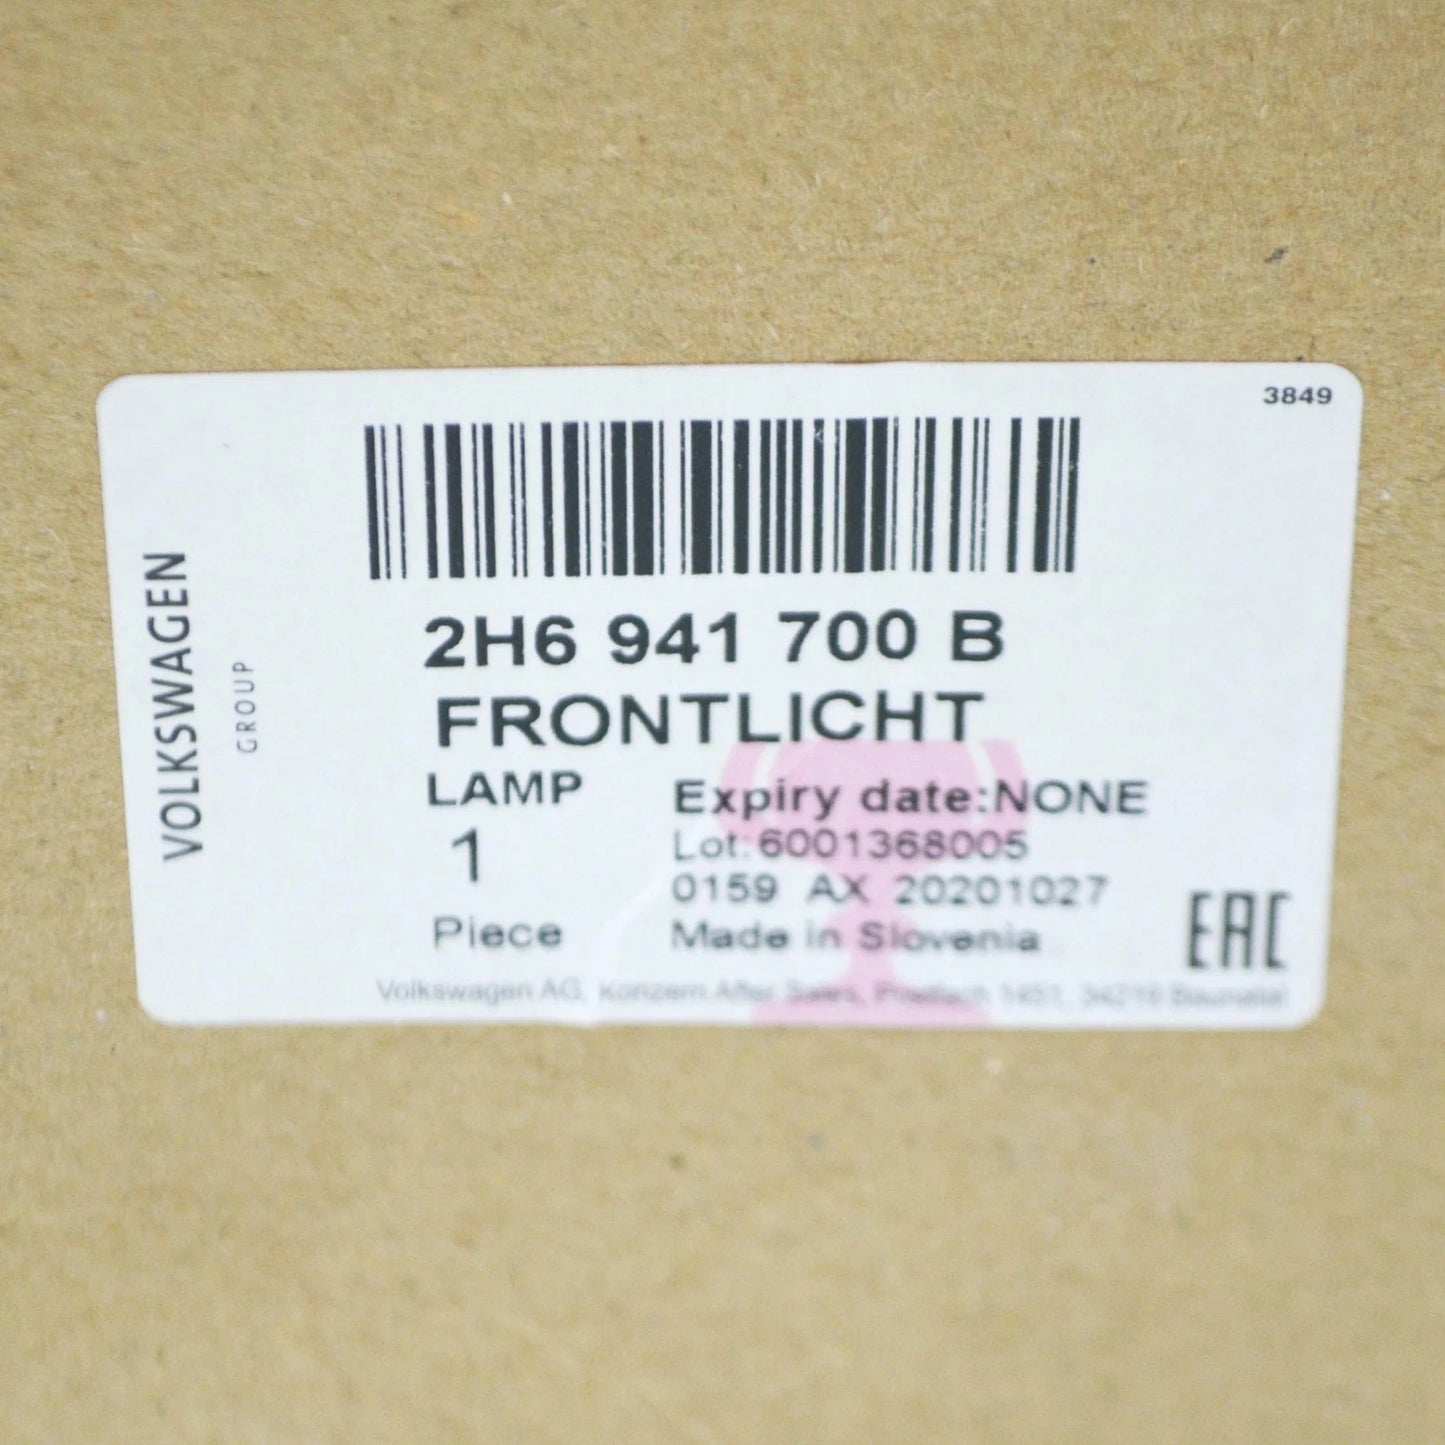 3849
VOLKSWAGEN
GROUP
2H6 941 700 B
FRONTLICHT
LAMP
1
Piece
Expiry date:NONE
Lot: 6001368005
0159 AX 20201027
Made in Slovenia
EAC
Volkswagen AG, Konzern After Sales, Postfach 1451, 34219 Baunatal